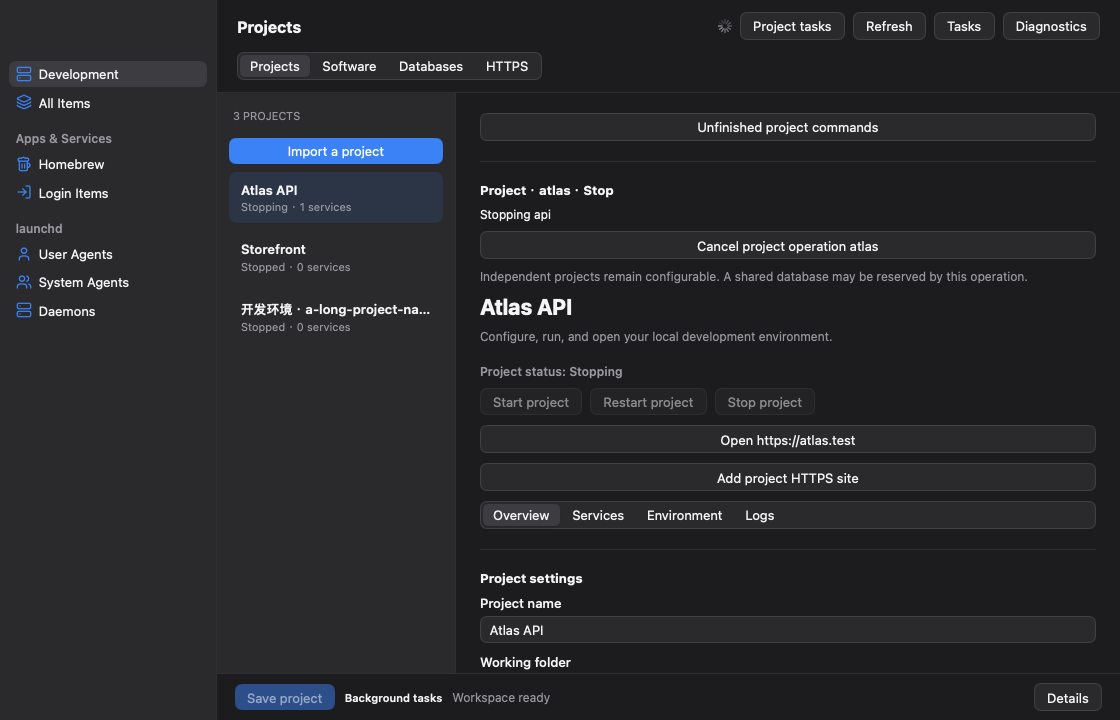 Development
All Items
Apps & Services
Homebrew
Login Items
launchd
User Agents
System Agents
Daemons
Projects
Project tasks
Refresh
Tasks
Diagnostics
Projects
Software
Databases
HTTPS
3 PROJECTS
Import a project
Atlas API
Stopping · 1 services
Storefront
Stopped · 0 services
开发环境 · a-long-project-na...
Stopped · 0 services
Unfinished project commands
Project · atlas · Stop
Stopping api
Cancel project operation atlas
Independent projects remain configurable. A shared database may be reserved by this operation.
Atlas API
Configure, run, and open your local development environment.
Project status: Stopping
Start project
Restart project
Stop project
Open https://atlas.test
Add project HTTPS site
Overview
Services
Environment
Logs
Project settings
Project name
Atlas API
Working folder
Save project
Background tasks
Workspace ready
Details